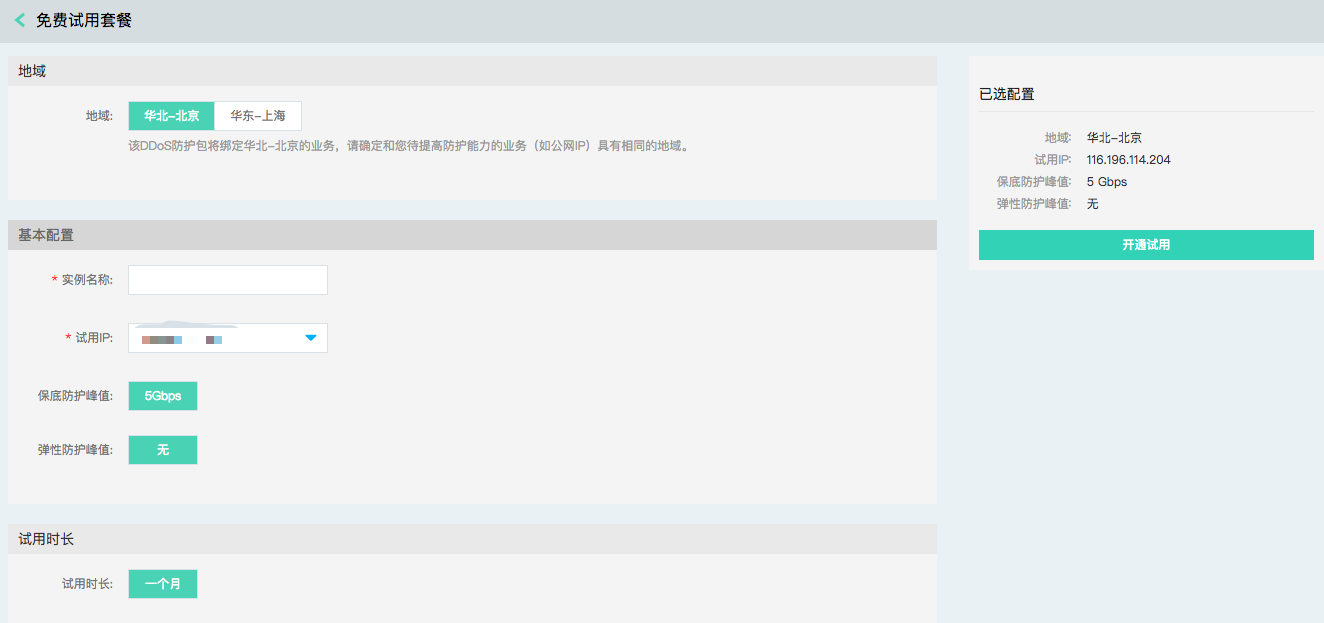 免费试用套餐
地域
地域: 华北-北京 华东-上海
该DDoS防护包将绑定华北-北京的业务，请确定和您待提高防护能力的业务（如公网IP）具有相同的地域。
基本配置
* 实例名称:
* 试用IP:
保底防护峰值: 5Gbps
弹性防护峰值: 无
试用时长
试用时长: 一个月
已选配置
地域: 华北-北京
试用IP: 116.196.114.204
保底防护峰值: 5 Gbps
弹性防护峰值: 无
开通试用